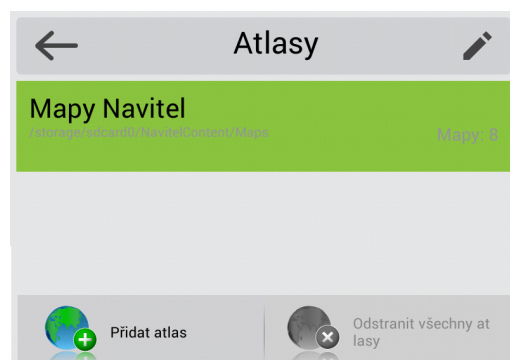 Atlasy
Mapy Navitel
/storage/sdcard0/NavitelContent/Maps
Mapy: 8
Přidat atlas
Odstranit všechny at
lasy